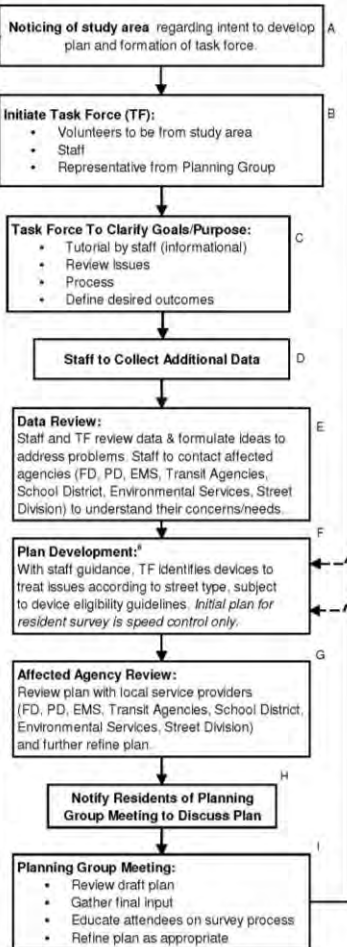 Noticing of study area regarding intent to develop
plan and formation of task force.
A
Initiate Task Force (TF):
• Volunteers to be from study area
• Staff
• Representative from Planning Group
B
Task Force To Clarify Goals/Purpose:
• Tutorial by staff (informational)
• Review Issues
• Process
• Define desired outcomes
C
Staff to Collect Additional Data
D
Data Review:
Staff and TF review data & formulate ideas to
address problems. Staff to contact affected
agencies (FD, PD, EMS, Transit Agencies,
School District, Environmental Services, Street
Division) to understand their concerns/needs.
E
Plan Development:
With staff guidance, TF identifies devices to
treat issues according to street type, subject
to device eligibility guidelines. Initial plan for
resident survey is speed control only.
F
Affected Agency Review:
Review plan with local service providers
(FD, PD, EMS, Transit Agencies, School District,
Environmental Services, Street Division)
and further refine plan.
G
Notify Residents of Planning
Group Meeting to Discuss Plan
H
Planning Group Meeting:
• Review draft plan
• Gather final input
• Educate attendees on survey process
• Refine plan as appropriate
I